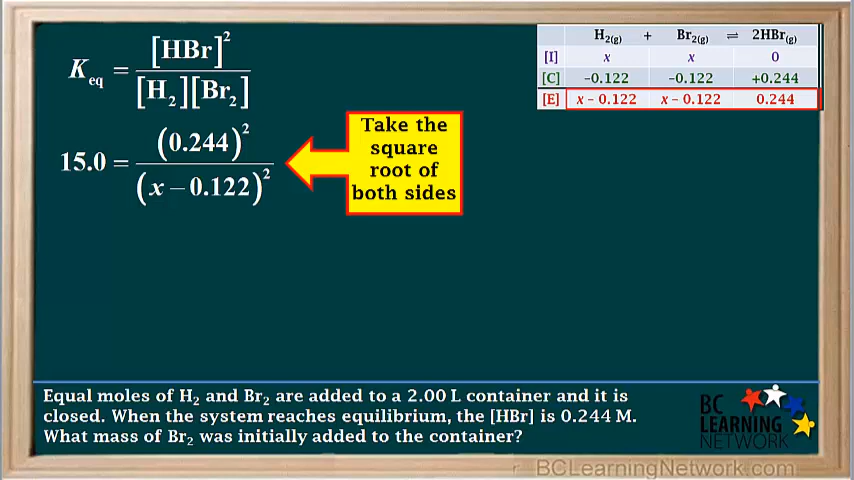 K_eq = [HBr]² / [H₂][Br₂]
15.0 = (0.244)² / (x – 0.122)²
Take the
square
root of
both sides
H₂(g) + Br₂(g) ⇌ 2HBr(g)
[I] x x 0
[C] –0.122 –0.122 +0.244
[E] x – 0.122 x – 0.122 0.244
Equal moles of H₂ and Br₂ are added to a 2.00 L container and it is
closed. When the system reaches equilibrium, the [HBr] is 0.244 M.
What mass of Br₂ was initially added to the container?
BC
LEARNING
NETWORK
BCLearningNetwork.com